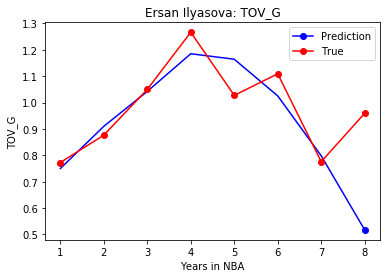 Ersan Ilyasova: TOV_G
Prediction
True
1.3
1.2
1.1
1.0
0.9
0.8
0.7
0.6
0.5
TOV_G
1 2 3 4 5 6 7 8
Years in NBA